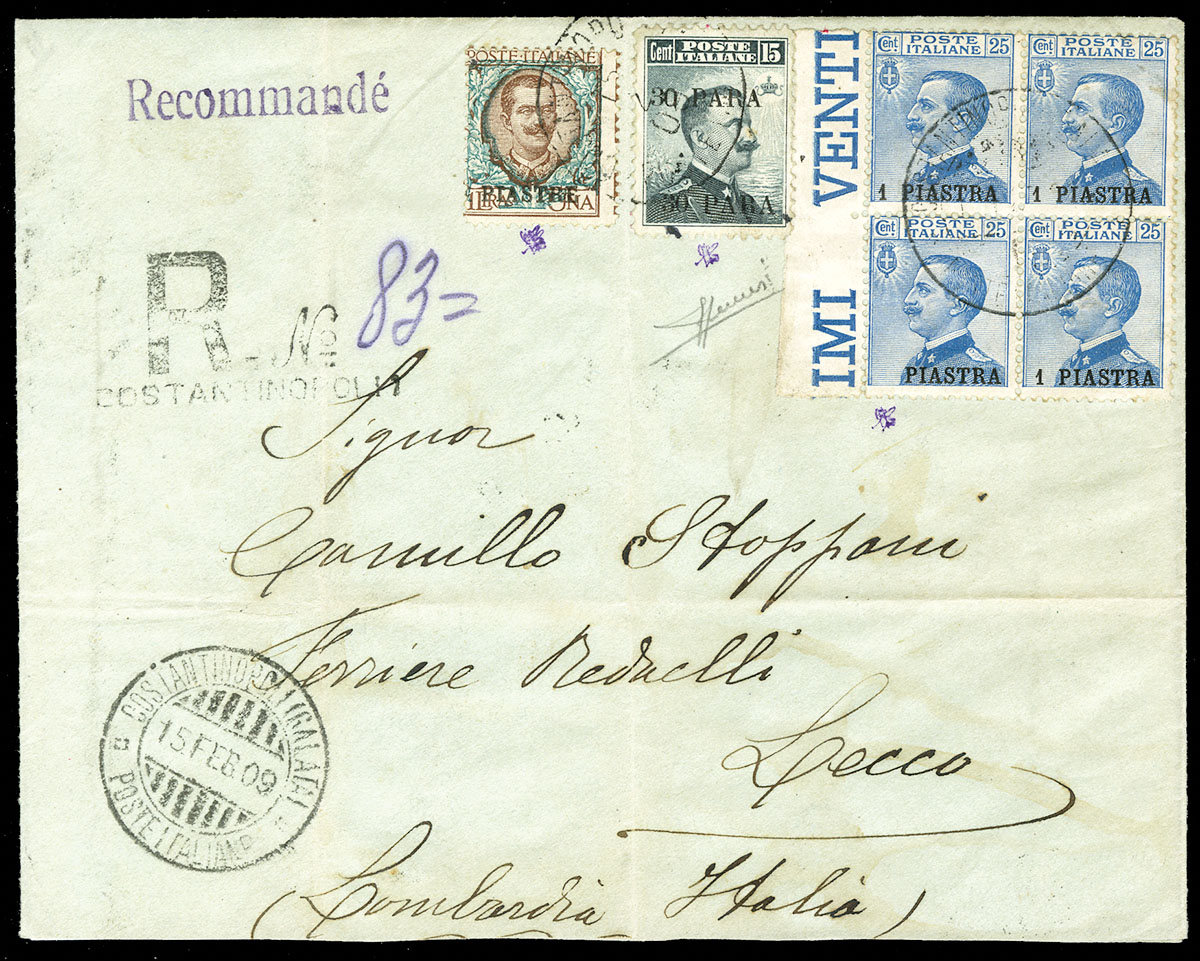 Recommandé
POSTE ITALIANE
PIASTRE
LIRA UNA
Cent POSTE ITALIANE 15
30 PARA
30 PARA
VENTI
IMI
Cent POSTE ITALIANE 25
1 PIASTRA
Cent POSTE ITALIANE 25
1 PIASTRA
Cent POSTE ITALIANE 25
PIASTRA
Cent POSTE ITALIANE 25
1 PIASTRA
R. No 83=
COSTANTINOPOLI
Signor
Camillo Stoppani
Ferriere Redaelli
Lecco
(Lombardia Italia)
COSTANTINOPOLI (GALATA)
15 FEB. 09
POSTE ITALIANE